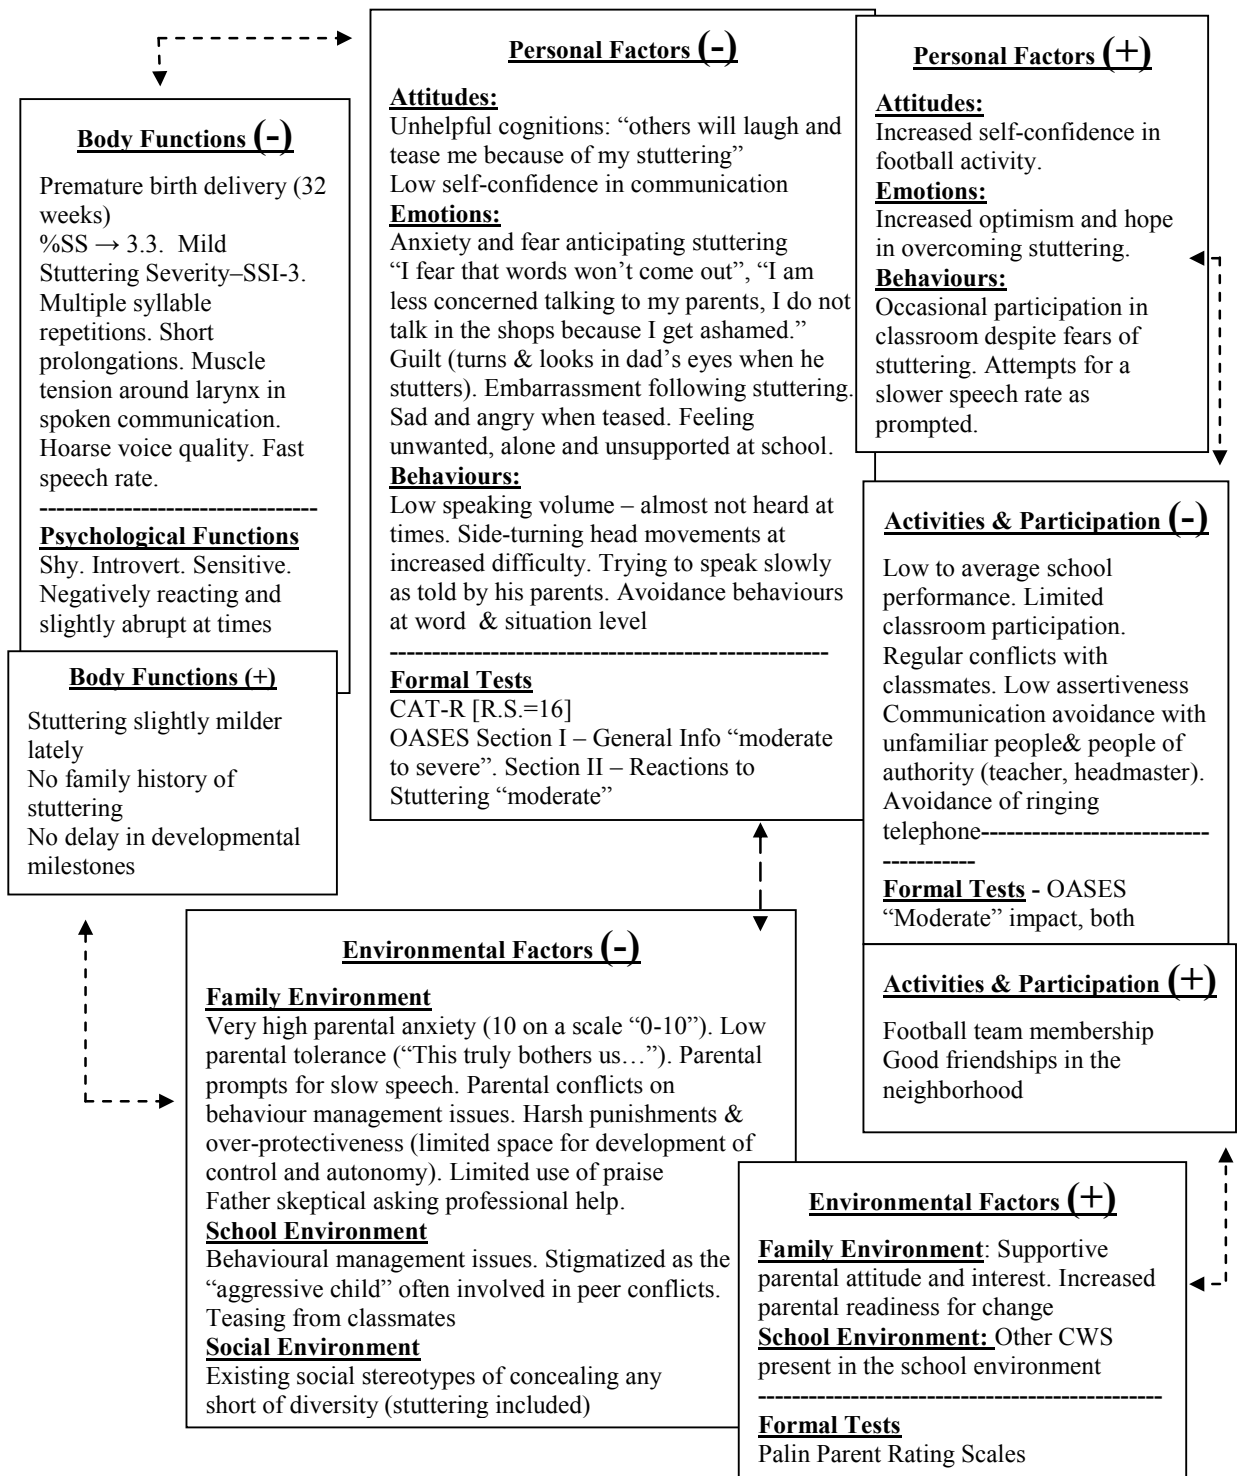 Personal Factors (-)
Attitudes:
Unhelpful cognitions: “others will laugh and
tease me because of my stuttering”
Low self-confidence in communication
Emotions:
Anxiety and fear anticipating stuttering
“I fear that words won’t come out”, “I am
less concerned talking to my parents, I do not
talk in the shops because I get ashamed.”
Guilt (turns & looks in dad’s eyes when he
stutters). Embarrassment following stuttering.
Sad and angry when teased. Feeling
unwanted, alone and unsupported at school.
Behaviours:
Low speaking volume – almost not heard at
times. Side-turning head movements at
increased difficulty. Trying to speak slowly
as told by his parents. Avoidance behaviours
at word & situation level
----------------------------------------------------
Formal Tests
CAT-R [R.S.=16]
OASES Section I – General Info “moderate
to severe”. Section II – Reactions to
Stuttering “moderate”
Personal Factors (+)
Attitudes:
Increased self-confidence in
football activity.
Emotions:
Increased optimism and hope
in overcoming stuttering.
Behaviours:
Occasional participation in
classroom despite fears of
stuttering. Attempts for a
slower speech rate as
prompted.
Body Functions (-)
Premature birth delivery (32
weeks)
%SS → 3.3. Mild
Stuttering Severity–SSI-3.
Multiple syllable
repetitions. Short
prolongations. Muscle
tension around larynx in
spoken communication.
Hoarse voice quality. Fast
speech rate.
---------------------------------
Psychological Functions
Shy. Introvert. Sensitive.
Negatively reacting and
slightly abrupt at times
Body Functions (+)
Stuttering slightly milder
lately
No family history of
stuttering
No delay in developmental
milestones
Activities & Participation (-)
Low to average school
performance. Limited
classroom participation.
Regular conflicts with
classmates. Low assertiveness
Communication avoidance with
unfamiliar people& people of
authority (teacher, headmaster).
Avoidance of ringing
telephone---------------------------
-----------
Formal Tests - OASES
“Moderate” impact, both
Activities & Participation (+)
Football team membership
Good friendships in the
neighborhood
Environmental Factors (-)
Family Environment
Very high parental anxiety (10 on a scale “0-10”). Low
parental tolerance (“This truly bothers us…”). Parental
prompts for slow speech. Parental conflicts on
behaviour management issues. Harsh punishments &
over-protectiveness (limited space for development of
control and autonomy). Limited use of praise
Father skeptical asking professional help.
School Environment
Behavioural management issues. Stigmatized as the
“aggressive child” often involved in peer conflicts.
Teasing from classmates
Social Environment
Existing social stereotypes of concealing any
short of diversity (stuttering included)
Environmental Factors (+)
Family Environment: Supportive
parental attitude and interest. Increased
parental readiness for change
School Environment: Other CWS
present in the school environment
------------------------------------------------
Formal Tests
Palin Parent Rating Scales